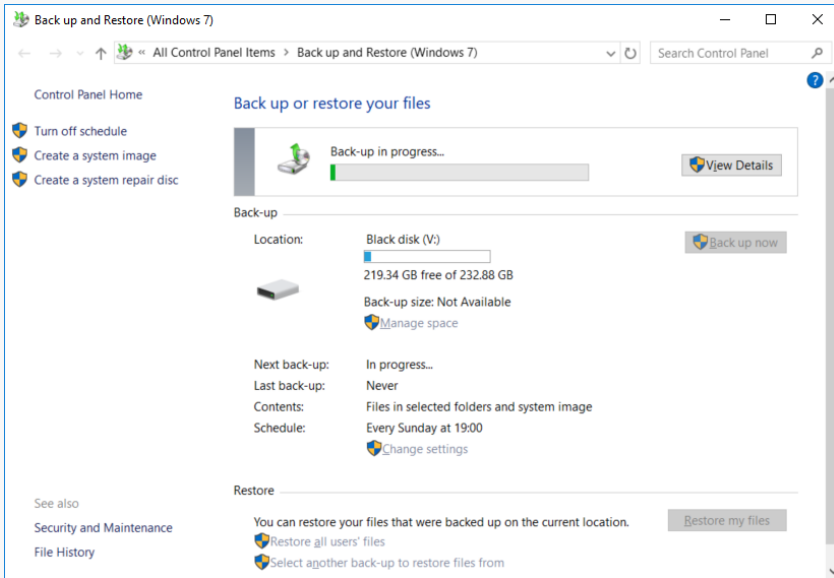 Back up and Restore (Windows 7)
« All Control Panel Items > Back up and Restore (Windows 7)
Search Control Panel
?
Control Panel Home
Turn off schedule
Create a system image
Create a system repair disc
Back up or restore your files
Back-up in progress...
View Details
Back-up
Location:
Black disk (V:)
Back up now
219.34 GB free of 232.88 GB
Back-up size: Not Available
Manage space
Next back-up: In progress...
Last back-up: Never
Contents: Files in selected folders and system image
Schedule: Every Sunday at 19:00
Change settings
Restore
You can restore your files that were backed up on the current location.
Restore my files
Restore all users' files
Select another back-up to restore files from
See also
Security and Maintenance
File History